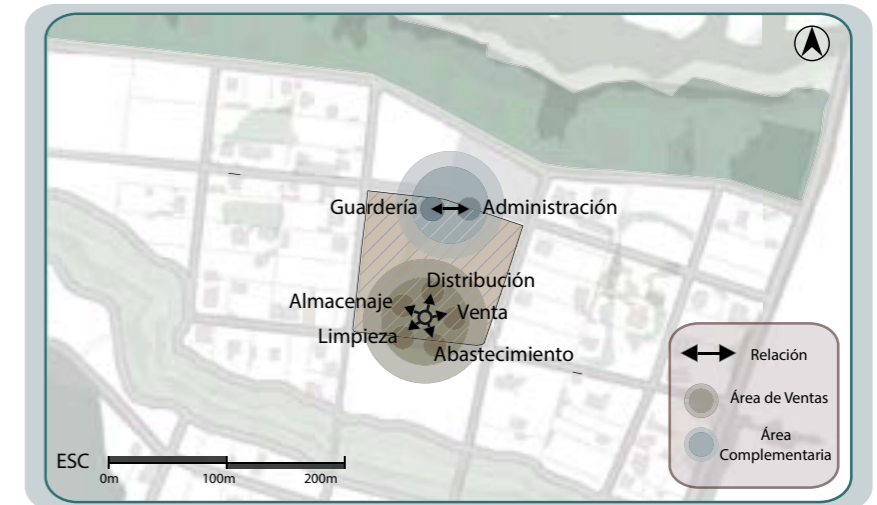 Guardería
Administración
Distribución
Almacenaje
Venta
Limpieza
Abastecimiento
Relación
Área de Ventas
Área
Complementaria
ESC
0m
100m
200m